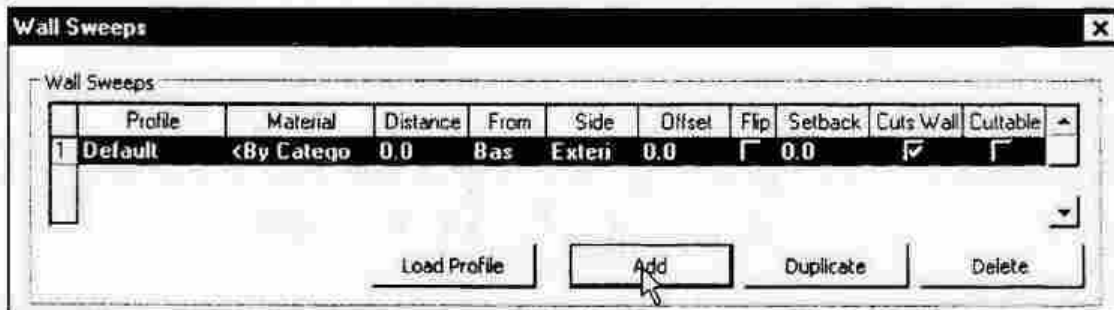 Wall Sweeps
Wall Sweeps
Profile Material Distance From Side Offset Flip Setback Cuts Wall Cuttable
1 Default <By Catego 0.0 Bas Exteri 0.0 0.0
Load Profile Add Duplicate Delete